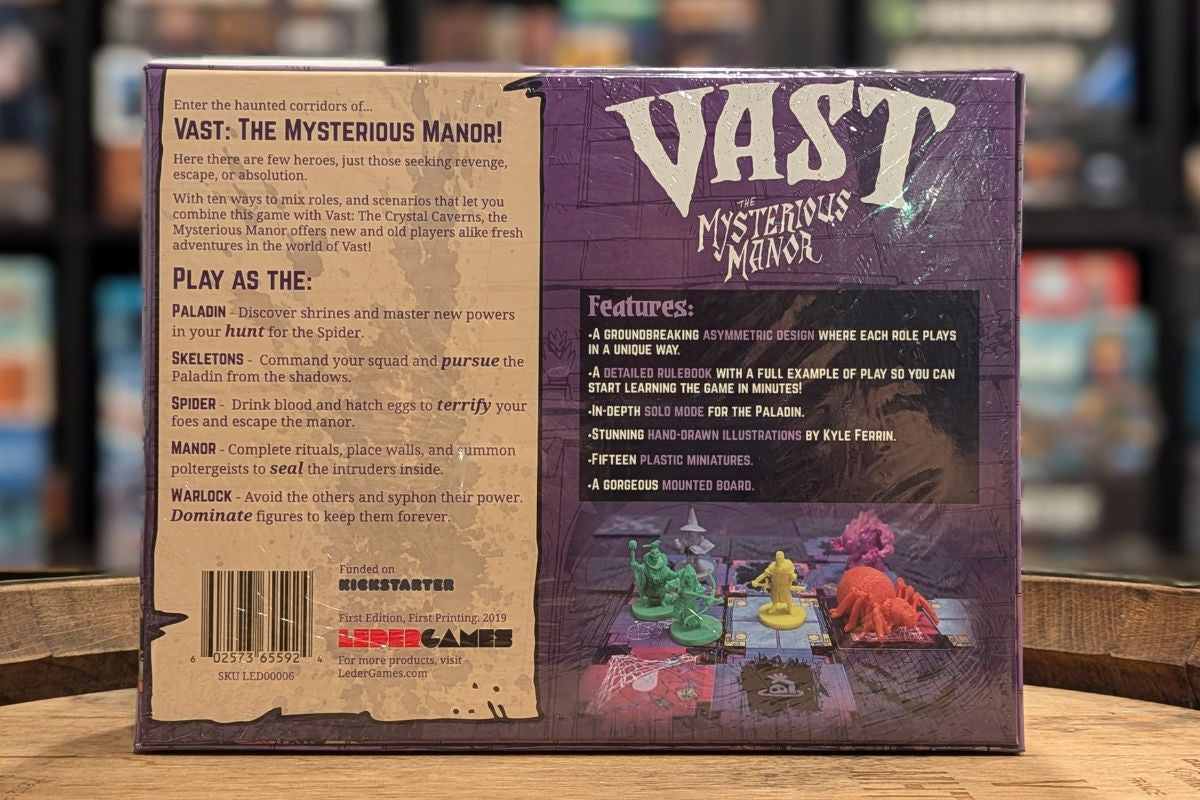 Enter the haunted corridors of...
VAST: THE MYSTERIOUS MANOR!
Here there are few heroes, just those seeking revenge,
escape, or absolution.
With ten ways to mix roles, and scenarios that let you
combine this game with Vast: The Crystal Caverns, the
Mysterious Manor offers new and old players alike fresh
adventures in the world of Vast!
PLAY AS THE:
PALADIN - Discover shrines and master new powers
in your hunt for the Spider.
SKELETONS - Command your squad and pursue the
Paladin from the shadows.
SPIDER - Drink blood and hatch eggs to terrify your
foes and escape the manor.
MANOR - Complete rituals, place walls, and summon
poltergeists to seal the intruders inside.
WARLOCK - Avoid the others and syphon their power.
Dominate figures to keep them forever.
6 02573 65592 4
SKU LED00006
Funded on
KICKSTARTER
First Edition, First Printing. 2019
LEDERGAMES
For more products, visit
LederGames.com
VAST
THE
MYSTERIOUS
MANOR
Features:
•A GROUNDBREAKING ASYMMETRIC DESIGN WHERE EACH ROLE PLAYS
IN A UNIQUE WAY.
•A DETAILED RULEBOOK WITH A FULL EXAMPLE OF PLAY SO YOU CAN
START LEARNING THE GAME IN MINUTES!
•IN-DEPTH SOLO MODE FOR THE PALADIN.
•STUNNING HAND-DRAWN ILLUSTRATIONS BY KYLE FERRIN.
•FIFTEEN PLASTIC MINIATURES.
•A GORGEOUS MOUNTED BOARD.